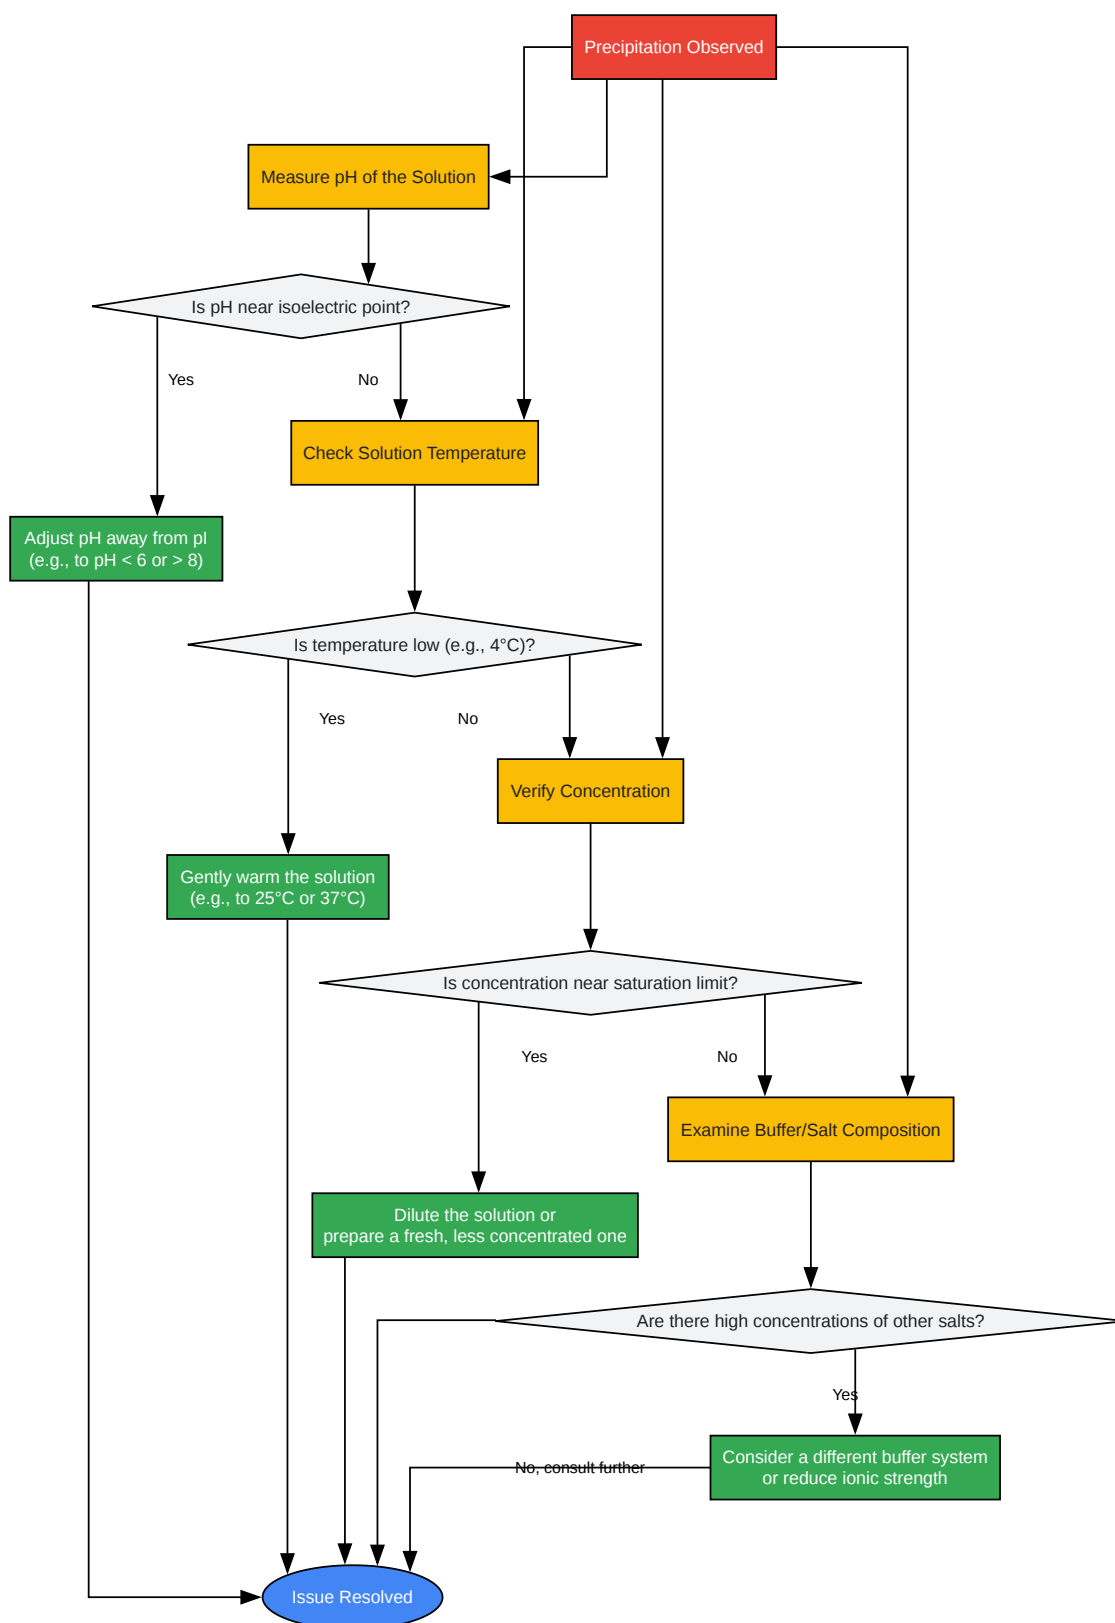 Precipitation Observed
Measure pH of the Solution
Is pH near isoelectric point?
Yes
No
Check Solution Temperature
Adjust pH away from pI
(e.g., to pH < 6 or > 8)
Is temperature low (e.g., 4°C)?
Yes
No
Verify Concentration
Gently warm the solution
(e.g., to 25°C or 37°C)
Is concentration near saturation limit?
Yes
No
Examine Buffer/Salt Composition
Dilute the solution or
prepare a fresh, less concentrated one
Are there high concentrations of other salts?
Yes
Consider a different buffer system
or reduce ionic strength
No, consult further
Issue Resolved